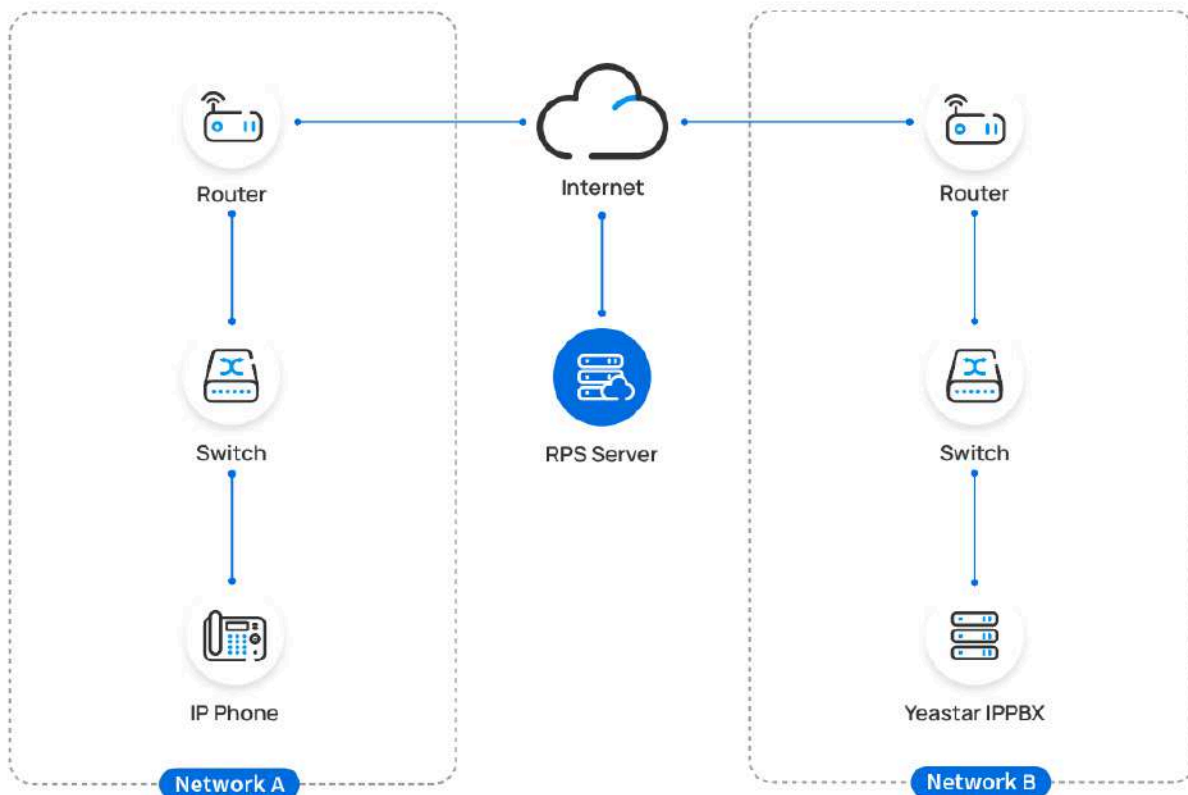 Router
Internet
Router
Switch
RPS Server
Switch
IP Phone
Yeastar IPPBX
Network A
Network B